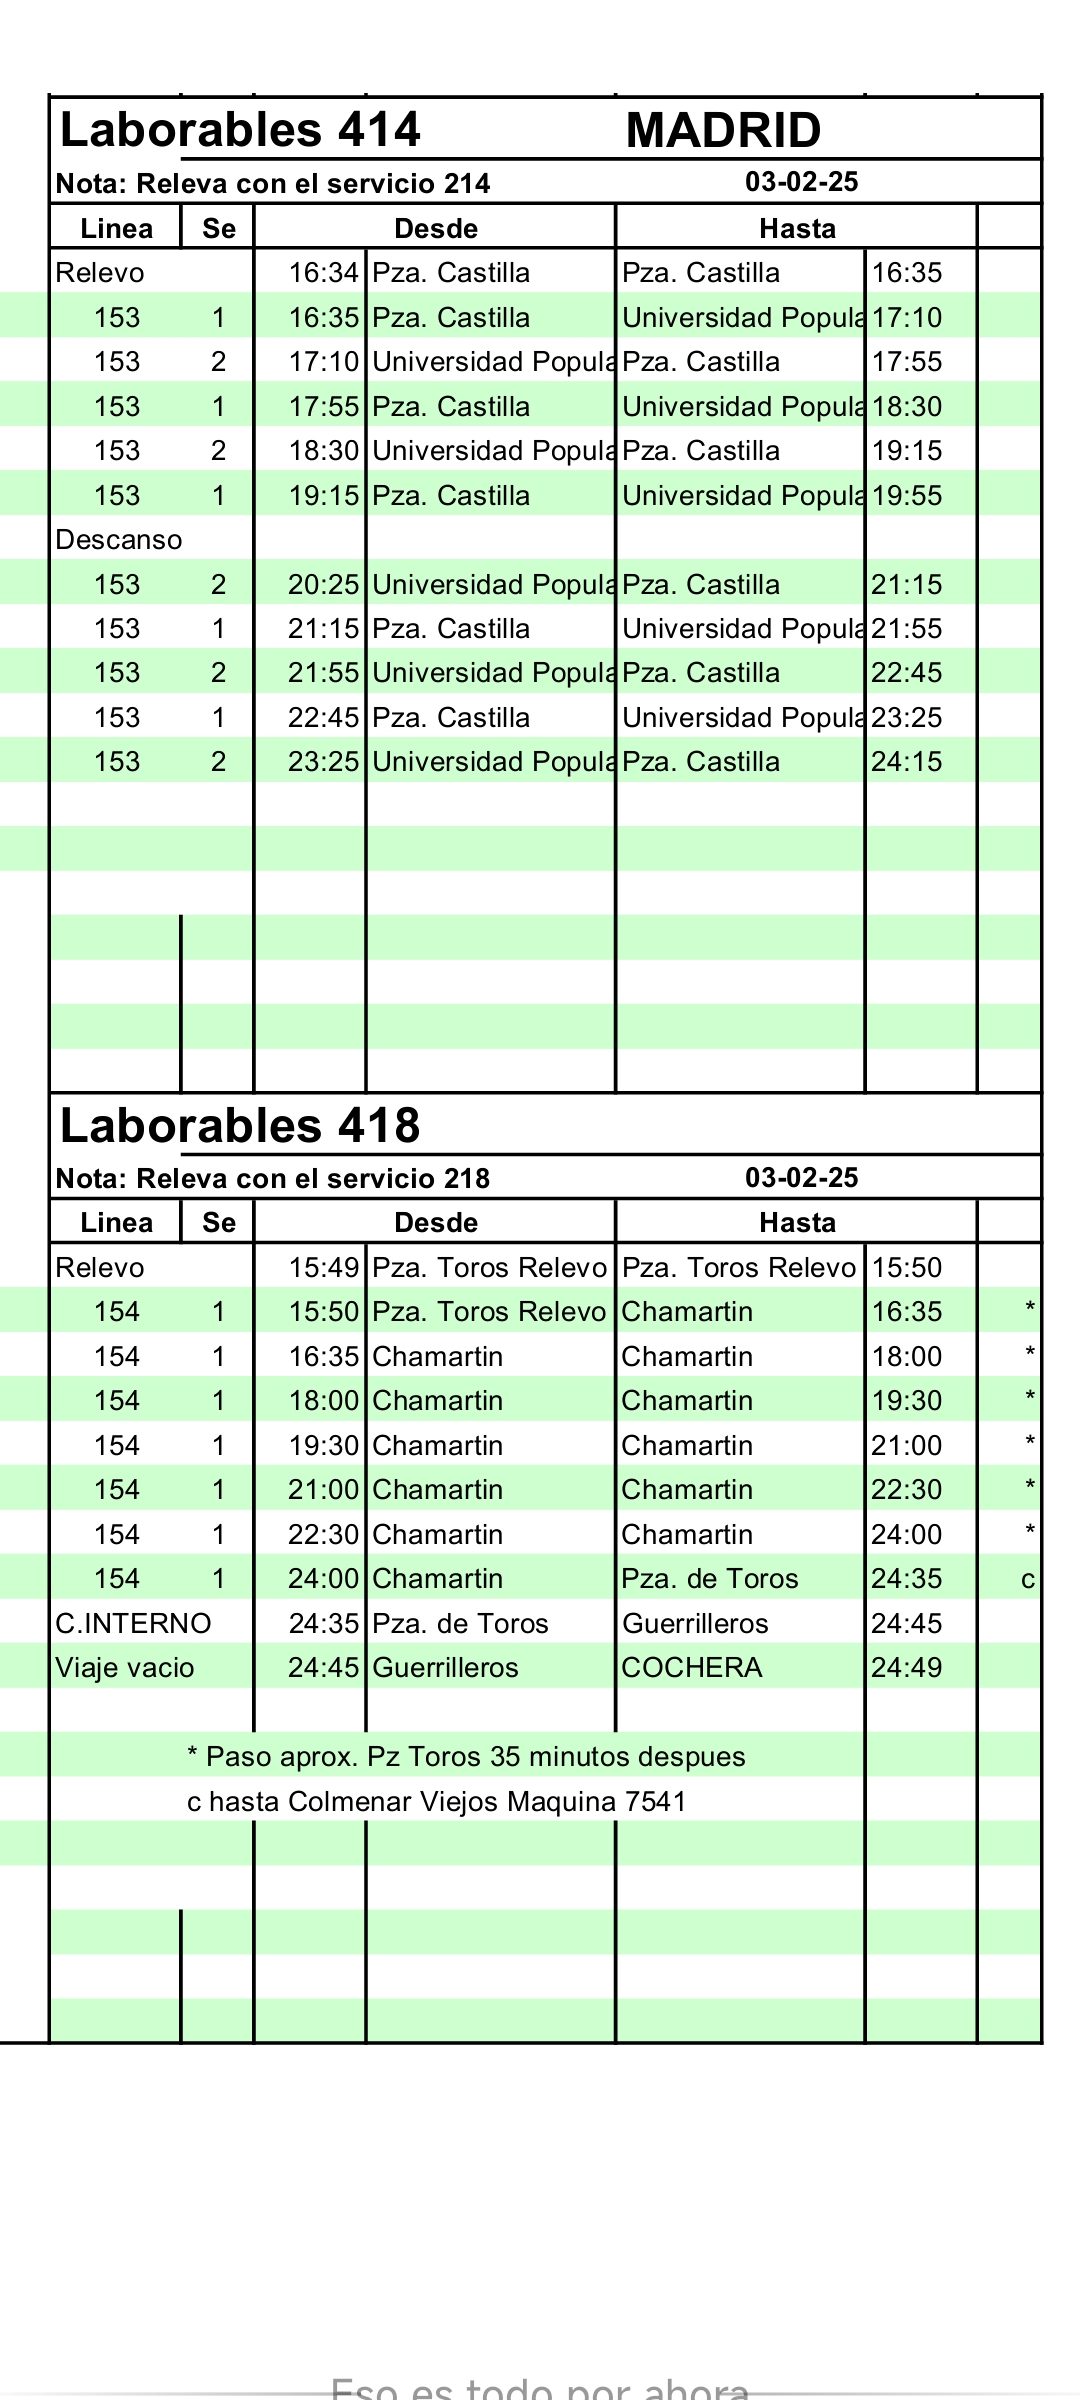 Laborables 414 MADRID
Nota: Releva con el servicio 214 03-02-25
Linea Se Desde Hasta
Relevo 16:34 Pza. Castilla Pza. Castilla 16:35
153 1 16:35 Pza. Castilla Universidad Popula 17:10
153 2 17:10 Universidad Popula Pza. Castilla 17:55
153 1 17:55 Pza. Castilla Universidad Popula 18:30
153 2 18:30 Universidad Popula Pza. Castilla 19:15
153 1 19:15 Pza. Castilla Universidad Popula 19:55
Descanso
153 2 20:25 Universidad Popula Pza. Castilla 21:15
153 1 21:15 Pza. Castilla Universidad Popula 21:55
153 2 21:55 Universidad Popula Pza. Castilla 22:45
153 1 22:45 Pza. Castilla Universidad Popula 23:25
153 2 23:25 Universidad Popula Pza. Castilla 24:15
Laborables 418
Nota: Releva con el servicio 218 03-02-25
Linea Se Desde Hasta
Relevo 15:49 Pza. Toros Relevo Pza. Toros Relevo 15:50
154 1 15:50 Pza. Toros Relevo Chamartin 16:35 *
154 1 16:35 Chamartin Chamartin 18:00 *
154 1 18:00 Chamartin Chamartin 19:30 *
154 1 19:30 Chamartin Chamartin 21:00 *
154 1 21:00 Chamartin Chamartin 22:30 *
154 1 22:30 Chamartin Chamartin 24:00 *
154 1 24:00 Chamartin Pza. de Toros 24:35 c
C.INTERNO 24:35 Pza. de Toros Guerrilleros 24:45
Viaje vacio 24:45 Guerrilleros COCHERA 24:49
* Paso aprox. Pz Toros 35 minutos despues
c hasta Colmenar Viejos Maquina 7541
Eso es todo por ahora